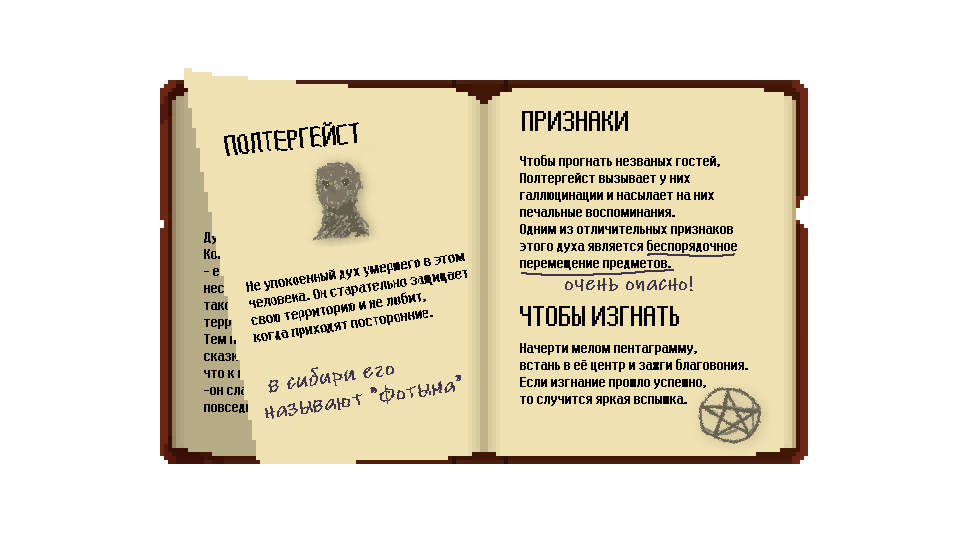 ПОЛТЕРГЕЙСТ
Не упокоенный дух умершего в этом
человека. Он старательно защищает
свою территорию и не любит,
когда приходят посторонние.
в сибири его
называют "Фотыма"
ПРИЗНАКИ
Чтобы прогнать незваных гостей,
Полтергейст вызывает у них
галлюцинации и насылает на них
печальные воспоминания.
Одним из отличительных признаков
этого духа является беспорядочное
перемещение предметов.
очень опасно!
ЧТОБЫ ИЗГНАТЬ
Начерти мелом пентаграмму,
встань в её центр и зажги благовония.
Если изгнание прошло успешно,
то случится яркая вспышка.